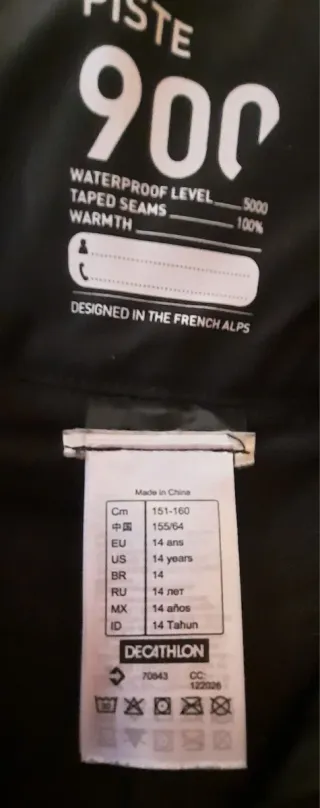 PISTE
900
WATERPROOF LEVEL 5000
TAPED SEAMS 100%
WARMTH
DESIGNED IN THE FRENCH ALPS
Made in China
Cm 151-160
中国 155/64
EU 14 ans
US 14 years
BR 14
RU 14 лет
MX 14 años
ID 14 Tahun
DECATHLON
70843 CC:
122026